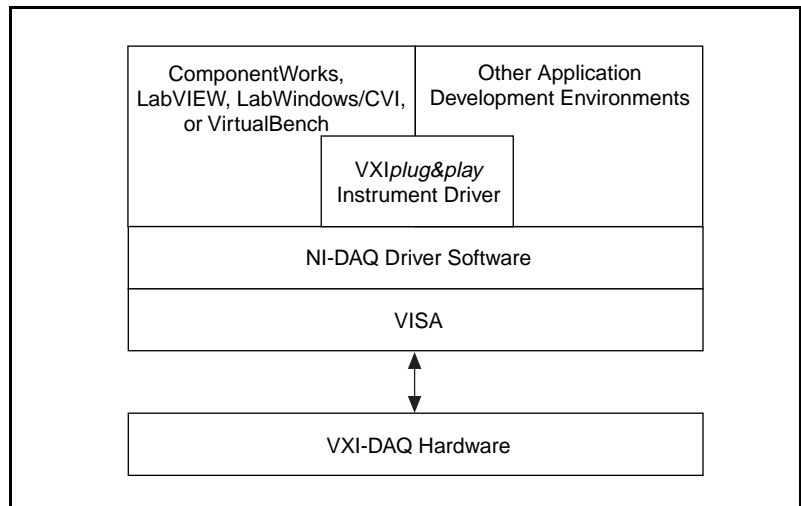 ComponentWorks,
LabVIEW, LabWindows/CVI,
or VirtualBench
Other Application
Development Environments
VXIplug&play
Instrument Driver
NI-DAQ Driver Software
VISA
VXI-DAQ Hardware